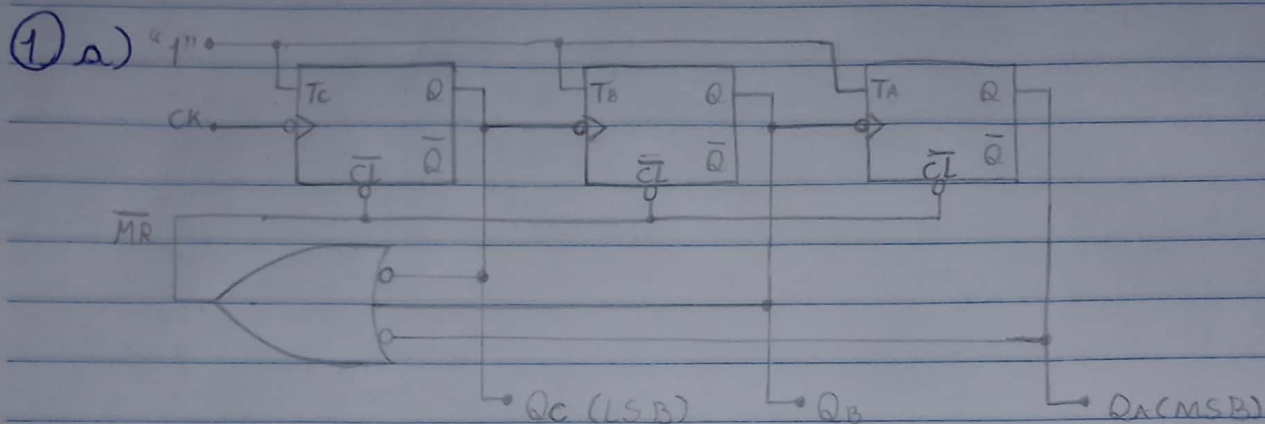 ① a) "1"
TC Q TB Q TA Q
CK
Q̅ Q̅ Q̅
C̅L̅ C̅L̅ C̅L̅
M̅R̅
QC (LSB) QB QA (MSB)